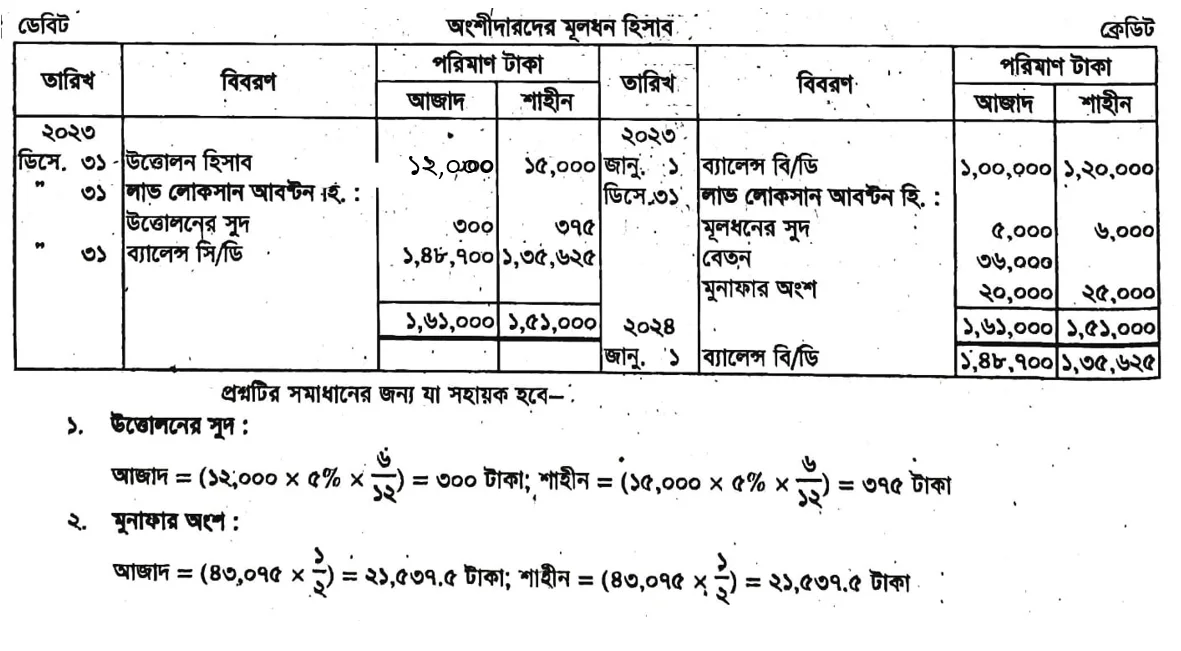 ডেবিট অংশীদারদের মূলধন হিসাব ক্রেডিট
তারিখ বিবরণ পরিমাণ টাকা তারিখ বিবরণ পরিমাণ টাকা
আজাদ শাহীন আজাদ শাহীন
২০২৩ ২০২৩
ডিসে. ৩১ উত্তোলন হিসাব ১২,০০০ ১৫,০০০ জানু. ১ ব্যালেন্স বি/ডি ১,০০,০০০ ১,২০,০০০
" ৩১ লাভ লোকসান আবণ্টন হি. : ডিসে.৩১ লাভ লোকসান আবণ্টন হি. :
উত্তোলনের সুদ ৩০০ ৩৭৫ মূলধনের সুদ ৫,০০০ ৬,০০০
" ৩১ ব্যালেন্স সি/ডি ১,৪৮,৭০০ ১,৩৫,৬২৫ বেতন ৩৬,০০০
মুনাফার অংশ ২০,০০০ ২৫,০০০
১,৬১,০০০ ১,৫১,০০০ ২০২৪ ১,৬১,০০০ ১,৫১,০০০
জানু. ১ ব্যালেন্স বি/ডি ১,৪৮,৭০০ ১,৩৫,৬২৫
প্রশ্নটির সমাধানের জন্য যা সহায়ক হবে–
১. উত্তোলনের সুদ :
আজাদ = (১২,০০০ × ৫% × ৬/১২) = ৩০০ টাকা; শাহীন = (১৫,০০০ × ৫% × ৬/১২) = ৩৭৫ টাকা
২. মুনাফার অংশ :
আজাদ = (৪৩,০৭৫ × ১/২) = ২১,৫৩৭.৫ টাকা; শাহীন = (৪৩,০৭৫ × ১/২) = ২১,৫৩৭.৫ টাকা